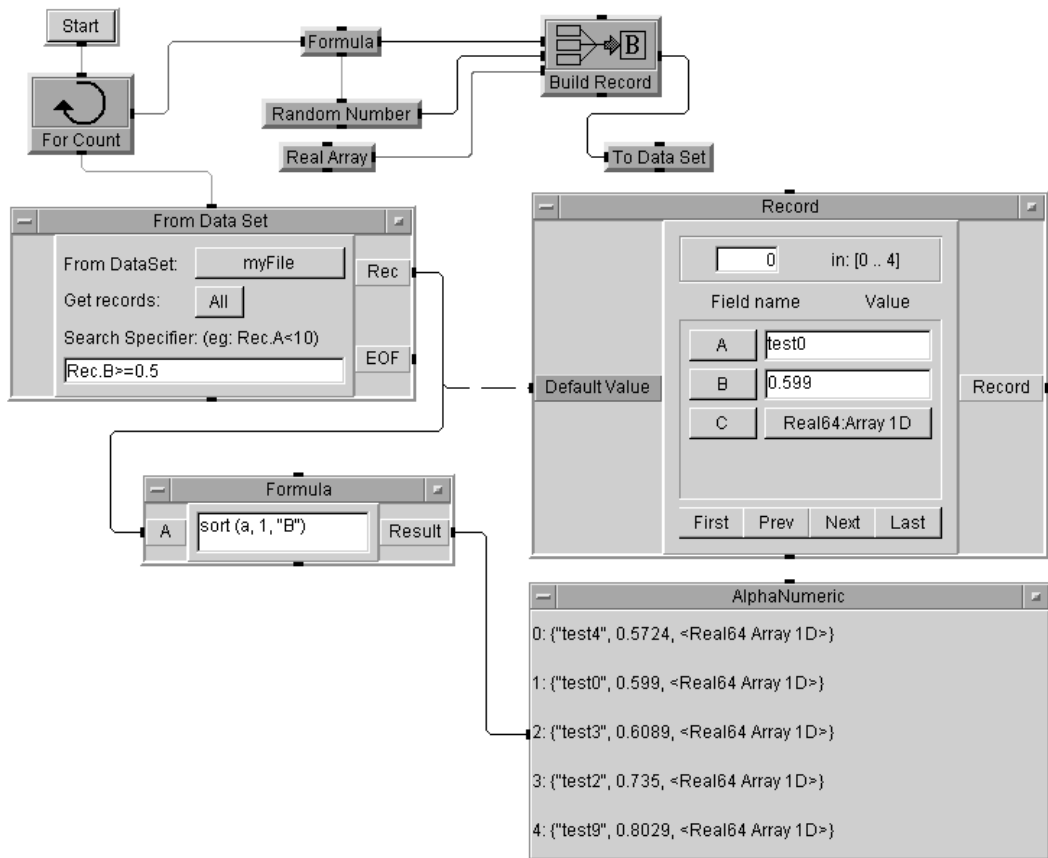 Start
Formula
B
Build Record
For Count
Random Number
Real Array
To Data Set
From Data Set
From DataSet:
myFile
Rec
Get records:
All
Search Specifier: (eg: Rec.A<10)
EOF
Rec.B>=0.5
Record
0
in: [0 .. 4]
Field name
Value
A
test0
Default Value
B
0.599
Record
C
Real64:Array 1D
First
Prev
Next
Last
Formula
A
sort (a, 1, "B")
Result
AlphaNumeric
0: {"test4", 0.5724, <Real64 Array 1D>}
1: {"test0", 0.599, <Real64 Array 1D>}
2: {"test3", 0.6089, <Real64 Array 1D>}
3: {"test2", 0.735, <Real64 Array 1D>}
4: {"test9", 0.8029, <Real64 Array 1D>}